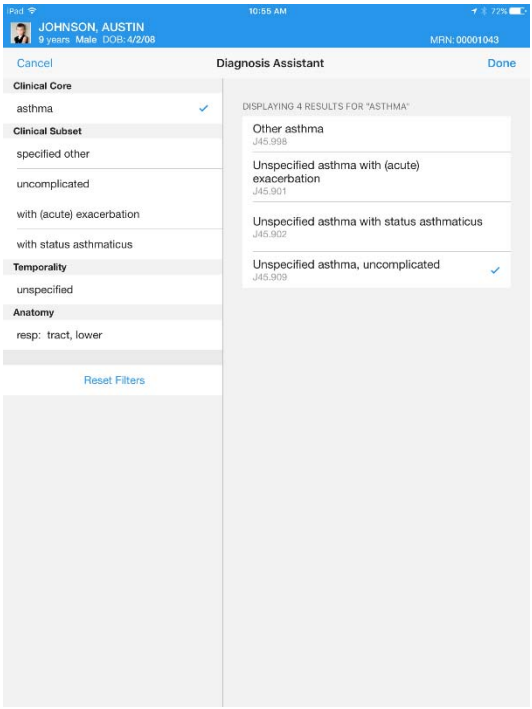 iPad 10:55 AM 72%
JOHNSON, AUSTIN
9 years Male DOB: 4/2/08 MRN: 00001043
Cancel Diagnosis Assistant Done
Clinical Core
asthma
Clinical Subset
specified other
uncomplicated
with (acute) exacerbation
with status asthmaticus
Temporality
unspecified
Anatomy
resp: tract, lower
Reset Filters
DISPLAYING 4 RESULTS FOR "ASTHMA"
Other asthma
J45.998
Unspecified asthma with (acute)
exacerbation
J45.901
Unspecified asthma with status asthmaticus
J45.902
Unspecified asthma, uncomplicated
J45.909